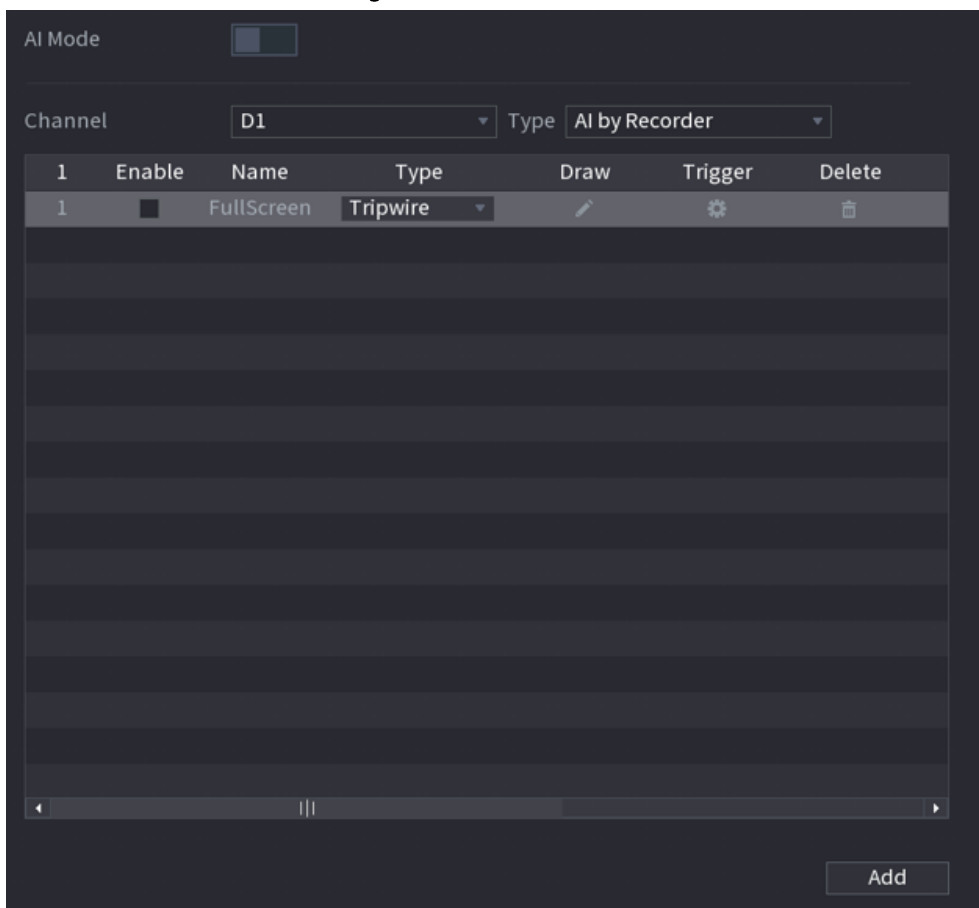 AI Mode
Channel D1 Type AI by Recorder
1 Enable Name Type Draw Trigger Delete
1 FullScreen Tripwire
Add